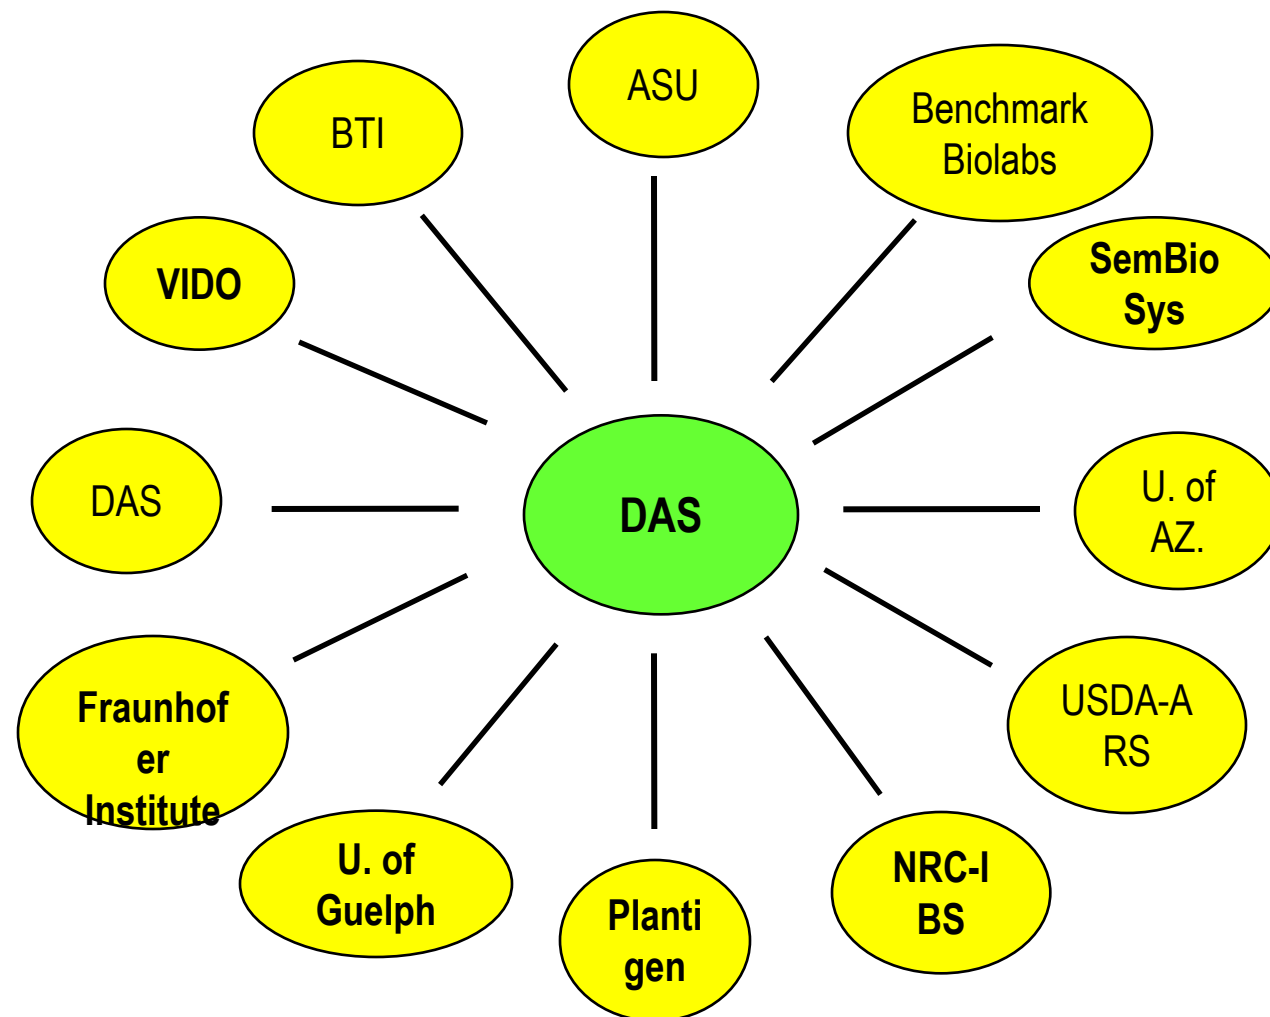 ASU
Benchmark
Biolabs
BTI
SemBio
Sys
VIDO
U. of
AZ.
DAS
DAS
USDA-A
RS
Fraunhof
er
Institute
U. of
Guelph
NRC-I
BS
Planti
gen